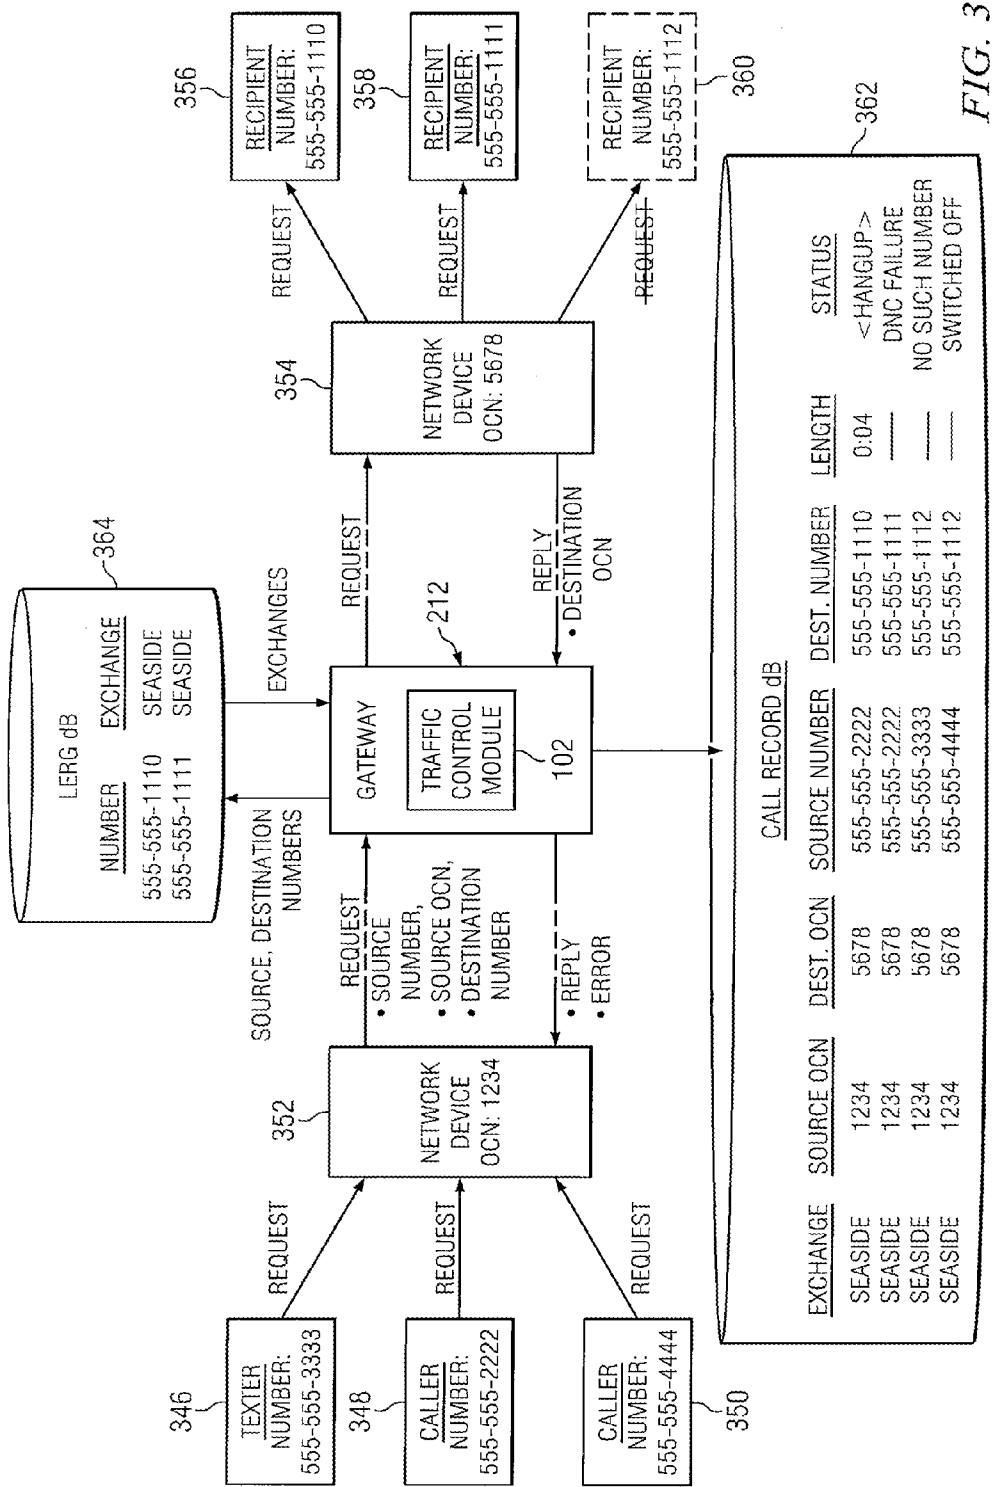 364
LERG dB
NUMBER EXCHANGE
555-555-1110 SEASIDE
555-555-1111 SEASIDE
SOURCE, DESTINATION
NUMBERS
EXCHANGES
346
TEXTER
NUMBER:
555-555-3333
REQUEST
348
CALLER
NUMBER:
555-555-2222
REQUEST
CALLER
NUMBER:
555-555-4444
350
REQUEST
352
NETWORK
DEVICE
OCN: 1234
REQUEST
• SOURCE
NUMBER,
• SOURCE OCN,
• DESTINATION
NUMBER
• REPLY
• ERROR
GATEWAY
212
TRAFFIC
CONTROL
MODULE
102
REQUEST
REPLY
• DESTINATION
OCN
354
NETWORK
DEVICE
OCN: 5678
REQUEST
356
RECIPIENT
NUMBER:
555-555-1110
REQUEST
358
RECIPIENT
NUMBER:
555-555-1111
REQUEST
RECIPIENT
NUMBER:
555-555-1112
360
362
CALL RECORD dB
EXCHANGE SOURCE OCN DEST. OCN SOURCE NUMBER DEST. NUMBER LENGTH STATUS
SEASIDE 1234 5678 555-555-2222 555-555-1110 0:04 <HANGUP>
SEASIDE 1234 5678 555-555-2222 555-555-1111 — DNC FAILURE
SEASIDE 1234 5678 555-555-3333 555-555-1112 — NO SUCH NUMBER
SEASIDE 1234 5678 555-555-4444 555-555-1112 — SWITCHED OFF
FIG. 3